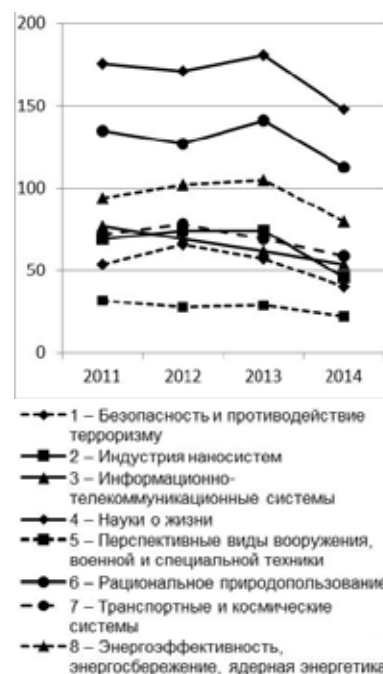 200
150
100
50
0
2011 2012 2013 2014
1 – Безопасность и противодействие
терроризму
2 – Индустрия наносистем
3 – Информационно-
телекоммуникационные системы
4 – Науки о жизни
5 – Перспективные виды вооружения,
военной и специальной техники
6 – Рациональное природопользование
7 – Транспортные и космические
системы
8 – Энергоэффективность,
энергосбережение, ядерная энергетика